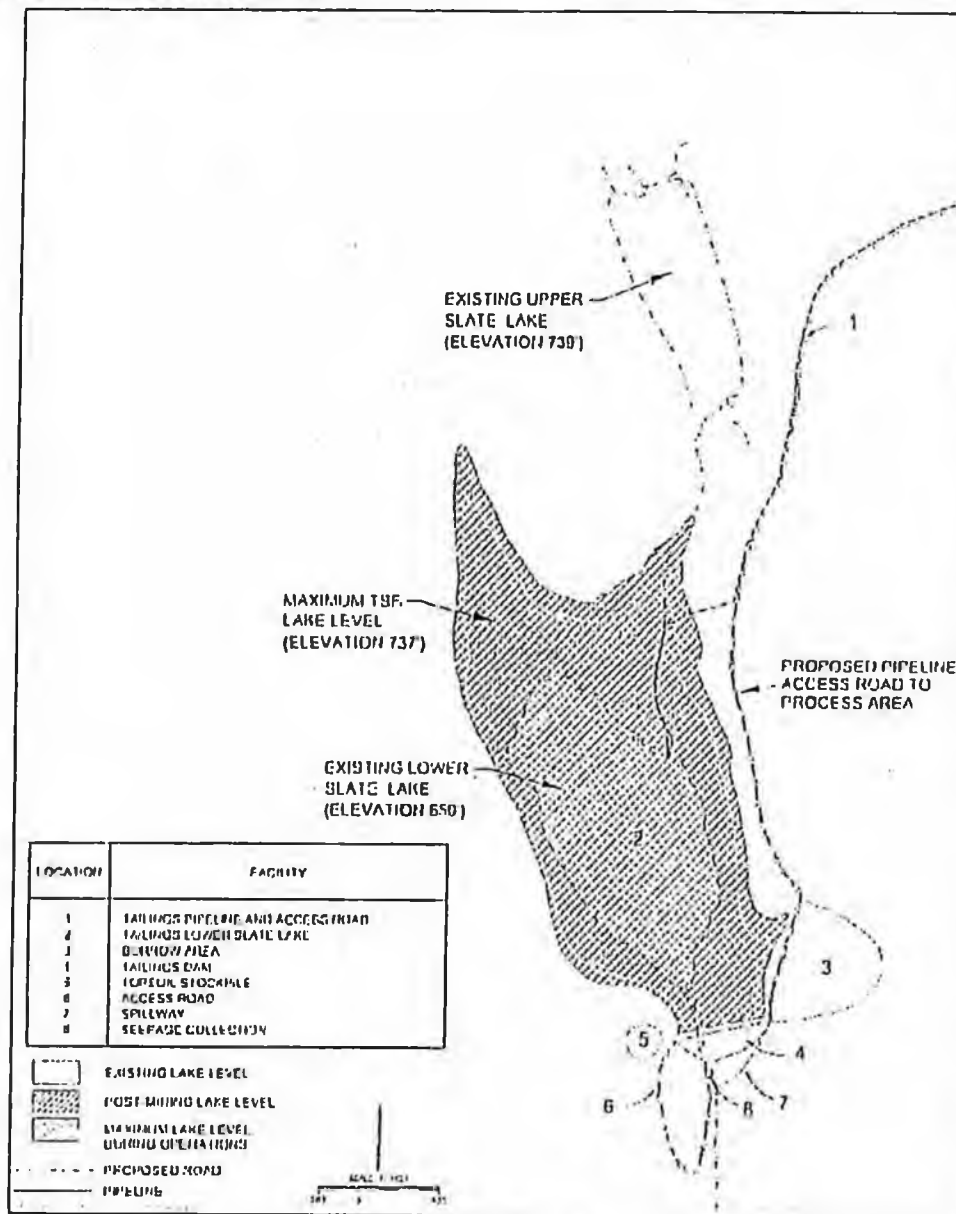 EXISTING UPPER
SLATE LAKE
(ELEVATION 739')
1
MAXIMUM TSF
LAKE LEVEL
(ELEVATION 737')
PROPOSED PIPELINE
ACCESS ROAD TO
PROCESS AREA
EXISTING LOWER
SLATE LAKE
(ELEVATION 650')
2
3
4
5
6
7
8
LOCATION FACILITY
1 TAILINGS PIPELINE AND ACCESS ROAD
2 TAILINGS LOWER SLATE LAKE
3 BORROW AREA
4 TAILINGS DAM
5 TOPSOIL STOCKPILE
6 ACCESS ROAD
7 SPILLWAY
8 SEEPAGE COLLECTION
EXISTING LAKE LEVEL
POST-MINING LAKE LEVEL
MAXIMUM LAKE LEVEL
DURING OPERATIONS
PROPOSED ROAD
PIPELINE